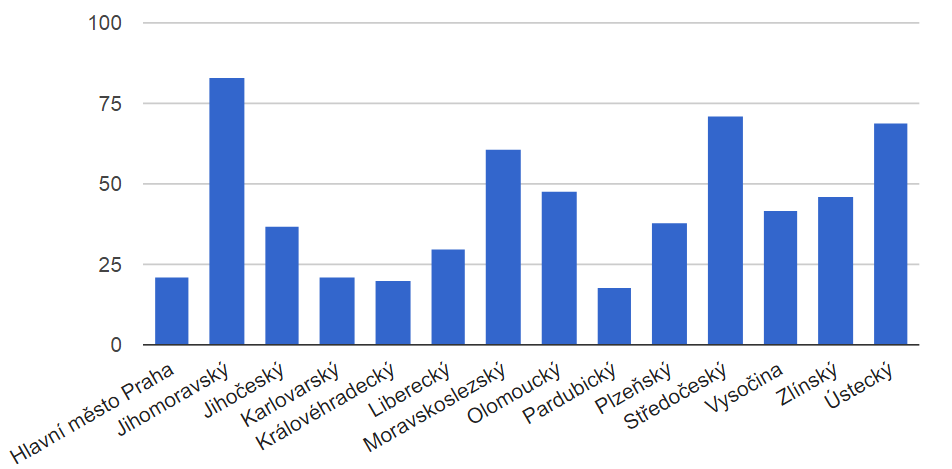 100
75
50
25
0
Hlavní město Praha
Jihomoravský
Jihočeský
Karlovarský
Královéhradecký
Liberecký
Moravskoslezský
Olomoucký
Pardubický
Plzeňský
Středočeský
Vysočina
Zlínský
Ústecký